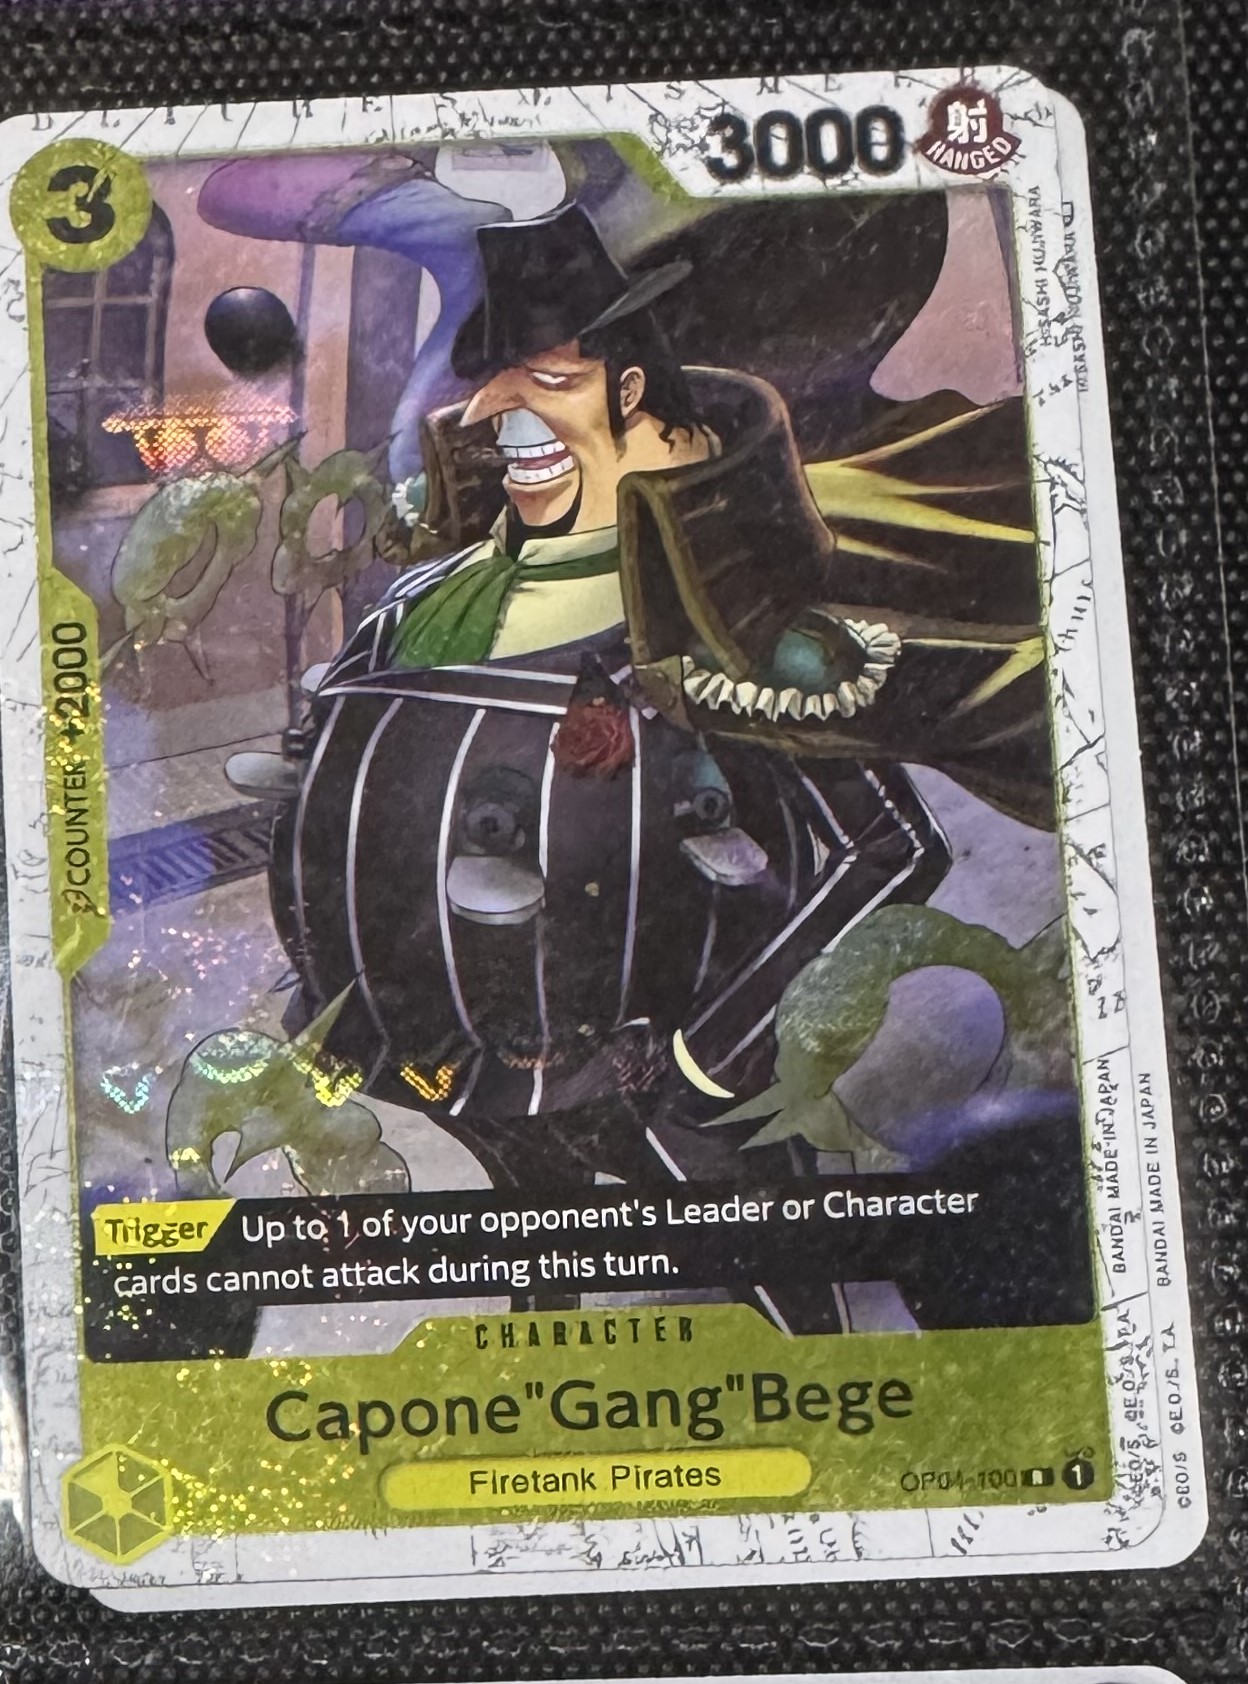 3
3000
射
RANGED
COUNTER +2000
Trigger Up to 1 of your opponent's Leader or Character
cards cannot attack during this turn.
CHARACTER
Capone"Gang"Bege
Firetank Pirates
OP04-100 R 1
BANDAI MADE IN JAPAN
BANDAI MADE IN JAPAN